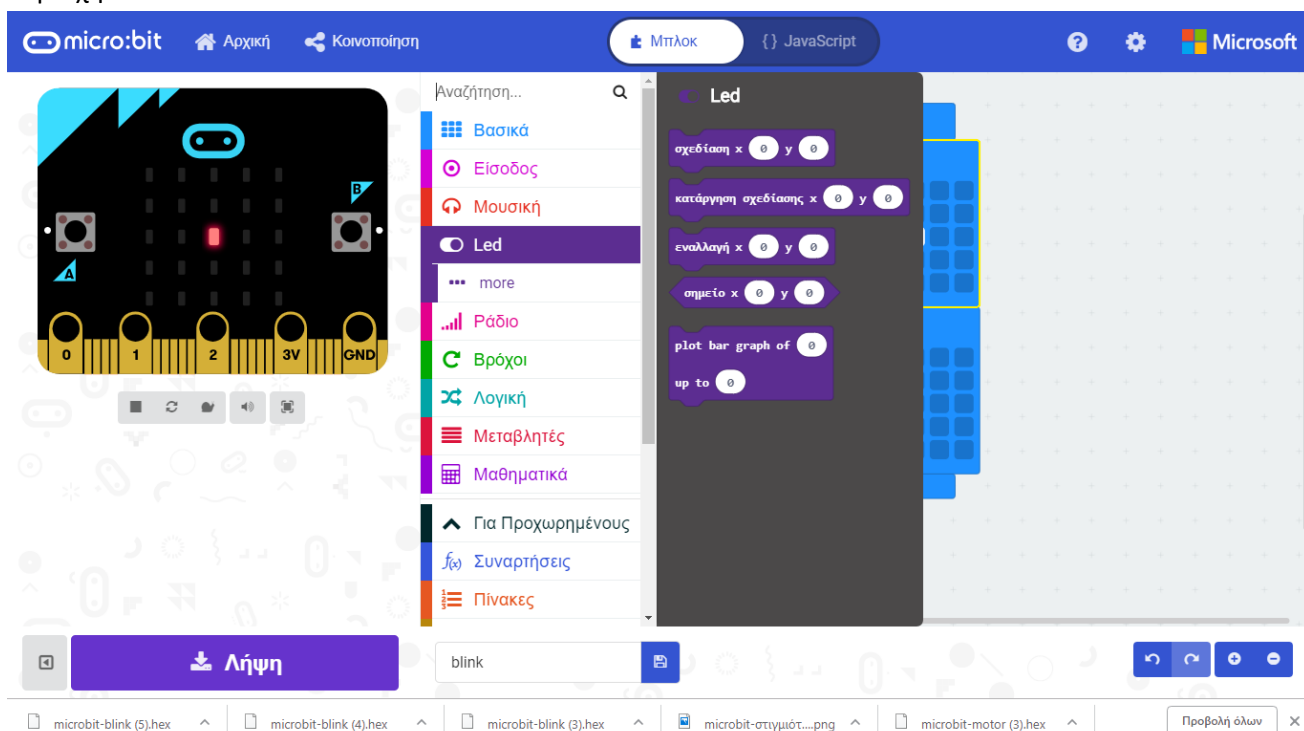 micro:bit Αρχική Κοινοποίηση Μπλοκ {} JavaScript ? Microsoft
Αναζήτηση...
Βασικά
Είσοδος
Μουσική
Led
more
Ράδιο
Βρόχοι
Λογική
Μεταβλητές
Μαθηματικά
Για Προχωρημένους
f(x) Συναρτήσεις
Πίνακες
Led
σχεδίαση x 0 y 0
κατάργηση σχεδίασης x 0 y 0
εναλλαγή x 0 y 0
σημείο x 0 y 0
plot bar graph of 0
up to 0
B
A
0 1 2 3V GND
Λήψη
blink
microbit-blink (5).hex microbit-blink (4).hex microbit-blink (3).hex microbit-στιγμιότ....png microbit-motor (3).hex Προβολή όλων